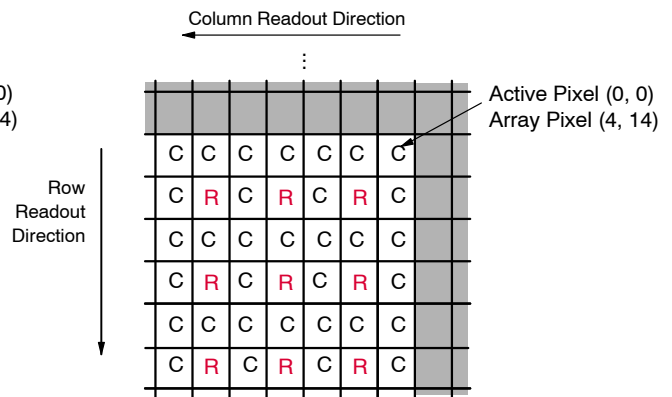 Column Readout Direction
⋮
0)
4)
Active Pixel (0, 0)
Array Pixel (4, 14)
Row
Readout
Direction
C C C C C C C
C R C R C R C
C C C C C C C
C R C R C R C
C C C C C C C
C R C R C R C